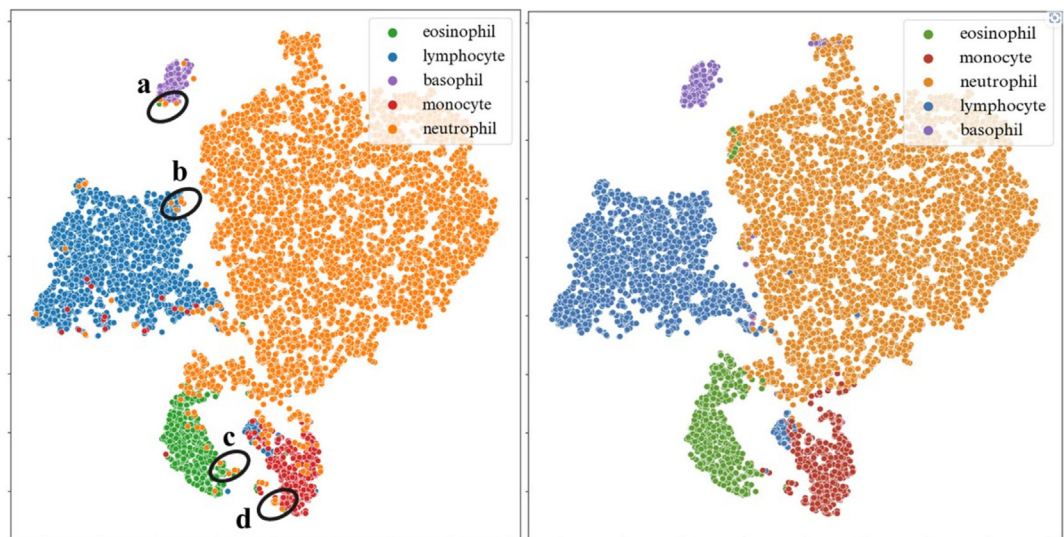 eosinophil
lymphocyte
basophil
monocyte
neutrophil
a
b
c
d
eosinophil
monocyte
neutrophil
lymphocyte
basophil